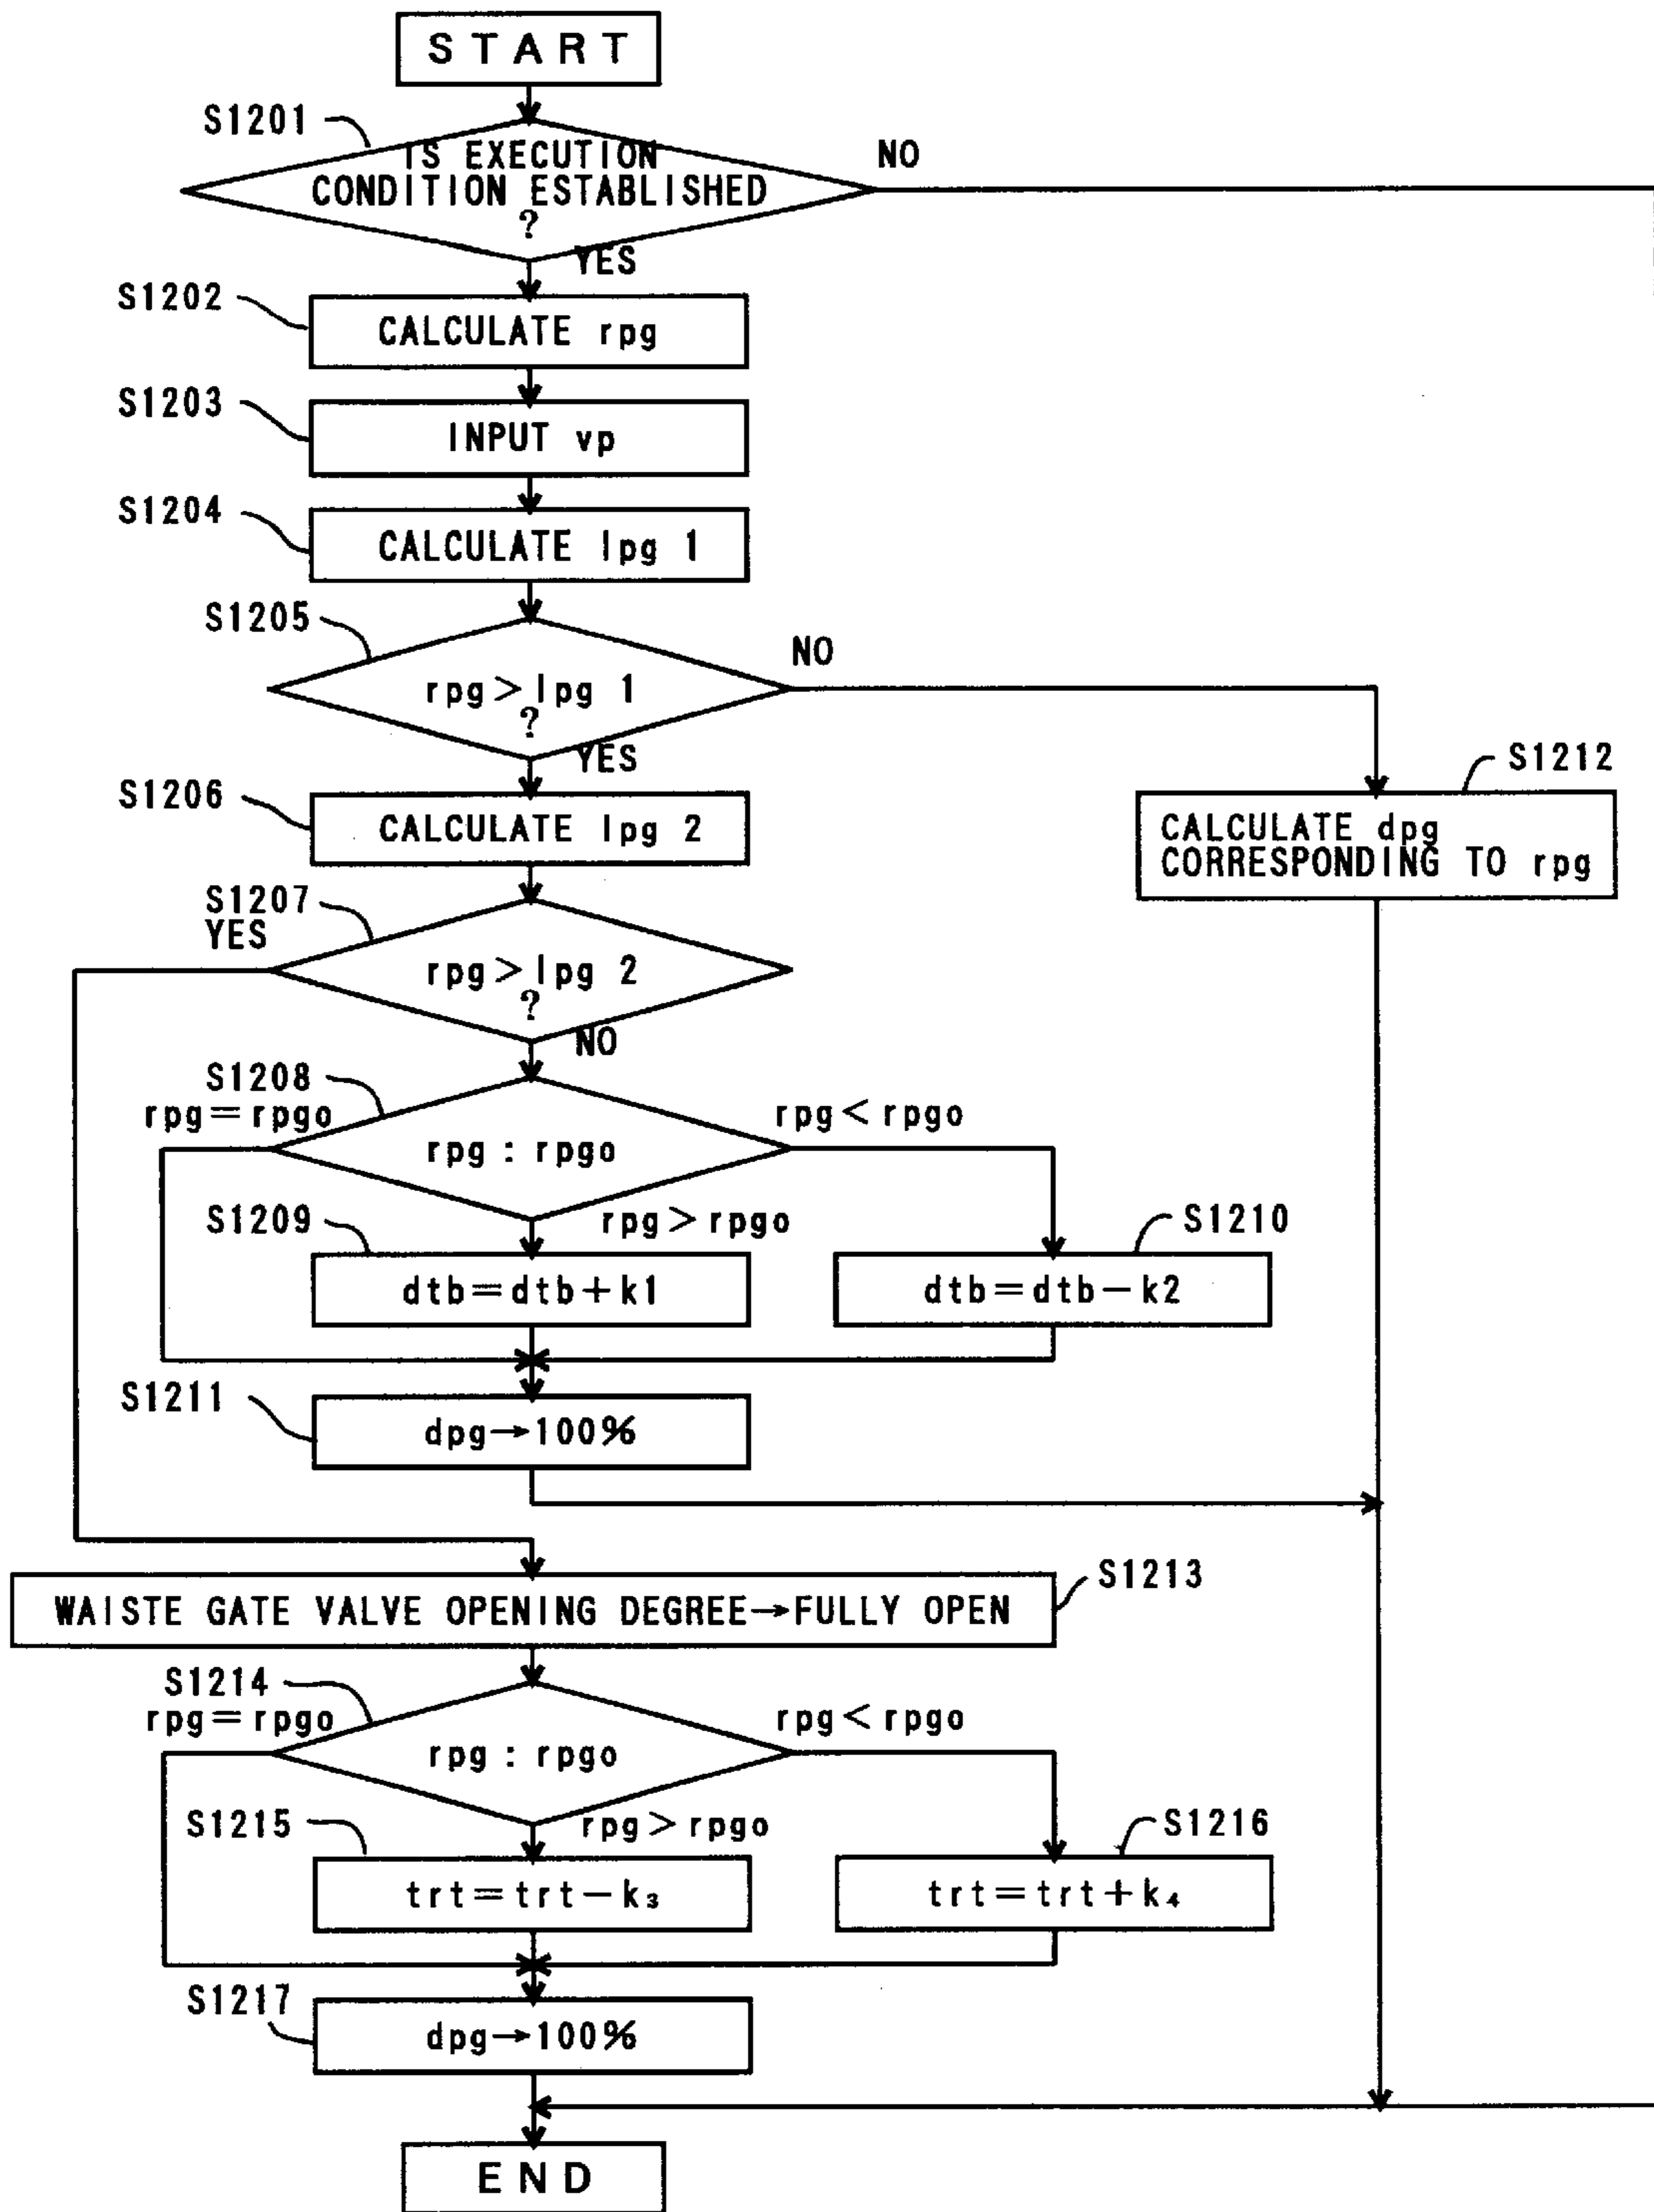 START
S1201
IS EXECUTION
CONDITION ESTABLISHED
?
NO
YES
S1202
CALCULATE rpg
S1203
INPUT vp
S1204
CALCULATE lpg 1
S1205
rpg＞lpg 1
?
NO
YES
S1206
CALCULATE lpg 2
S1212
CALCULATE dpg
CORRESPONDING TO rpg
S1207
YES
rpg＞lpg 2
?
NO
S1208
rpg＝rpgo
rpg : rpgo
rpg＜rpgo
rpg＞rpgo
S1209
dtb＝dtb＋k1
S1210
dtb＝dtb－k2
S1211
dpg→100%
S1213
WAISTE GATE VALVE OPENING DEGREE→FULLY OPEN
S1214
rpg＝rpgo
rpg : rpgo
rpg＜rpgo
rpg＞rpgo
S1215
trt＝trt－k₃
S1216
trt＝trt＋k₄
S1217
dpg→100%
END